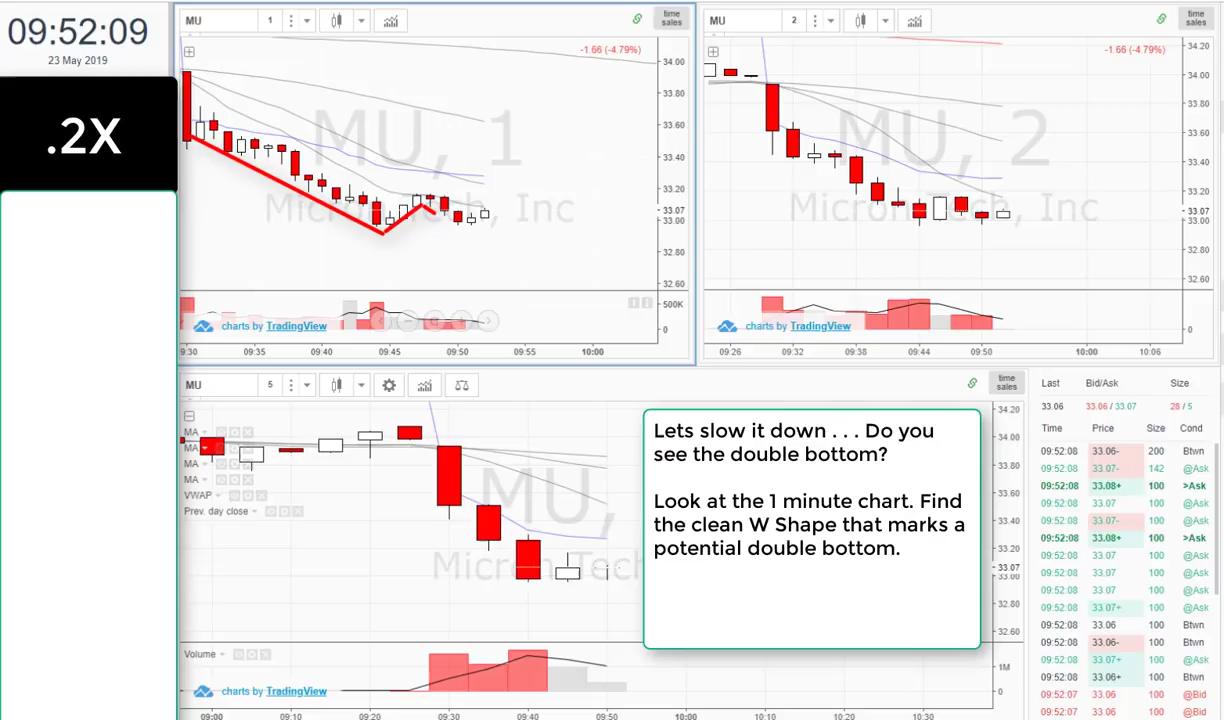 09:52:09
23 May 2019
.2X
MU 1
time sales
-1.66 (-4.79%)
MU, 1
Micron Tech, Inc
34.00
33.80
33.60
33.40
33.20
33.07
33.00
32.80
32.60
500K
0
charts by TradingView
9:30 09:35 09:40 09:45 09:50 09:55 10:00
MU 2
time sales
-1.66 (-4.79%)
MU, 2
Micron Tech, Inc
34.20
34.00
33.80
33.60
33.40
33.20
33.07
33.00
32.80
32.60
0
charts by TradingView
09:26 09:32 09:38 09:44 09:50 10:00 10:06
MU 5
time sales
MA
MA
MA
MA
VWAP
Prev. day close
MU,
Micron Tech
34.20
34.00
33.80
33.60
33.40
33.20
33.07
33.00
32.80
32.60
Volume
1M
0
charts by TradingView
09:00 09:10 09:20 09:30 09:40 09:50 10:00 10:10 10:20 10:30
Lets slow it down . . . Do you
see the double bottom?
Look at the 1 minute chart. Find
the clean W Shape that marks a
potential double bottom.
Last Bid/Ask Size
33.06 33.06 / 33.07 28 / 5
Time Price Size Cond
09:52:08 33.06- 200 Btwn
09:52:08 33.07- 142 @Ask
09:52:08 33.08+ 100 >Ask
09:52:08 33.07 100 @Ask
09:52:08 33.07- 100 @Ask
09:52:08 33.08+ 100 >Ask
09:52:08 33.07 100 @Ask
09:52:08 33.07 100 @Ask
09:52:08 33.07 100 @Ask
09:52:08 33.07+ 100 @Ask
09:52:08 33.06 100 Btwn
09:52:08 33.06- 100 Btwn
09:52:08 33.07+ 100 @Ask
09:52:08 33.06+ 100 Btwn
09:52:07 33.06 100 @Bid
09:52:07 33.06 100 @Bid